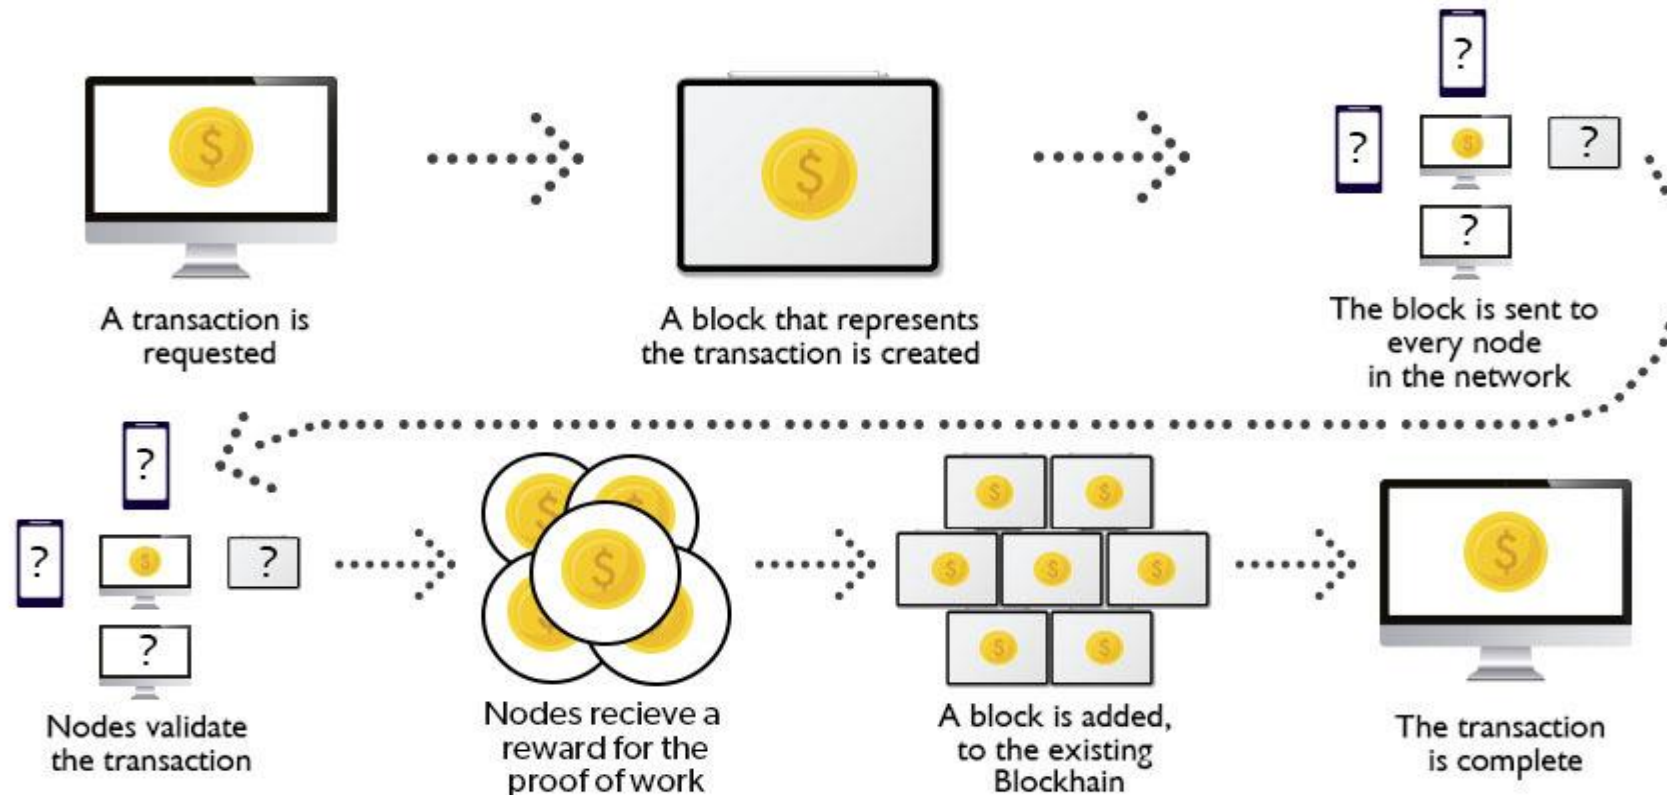 $
$
?
?
$
?
?
A transaction is
requested
A block that represents
the transaction is created
The block is sent to
every node
in the network
?
?
$
?
?
$
$
$
$
$
$
$
$
$
$
$
$
$
Nodes validate
the transaction
Nodes recieve a
reward for the
proof of work
A block is added,
to the existing
Blockhain
The transaction
is complete